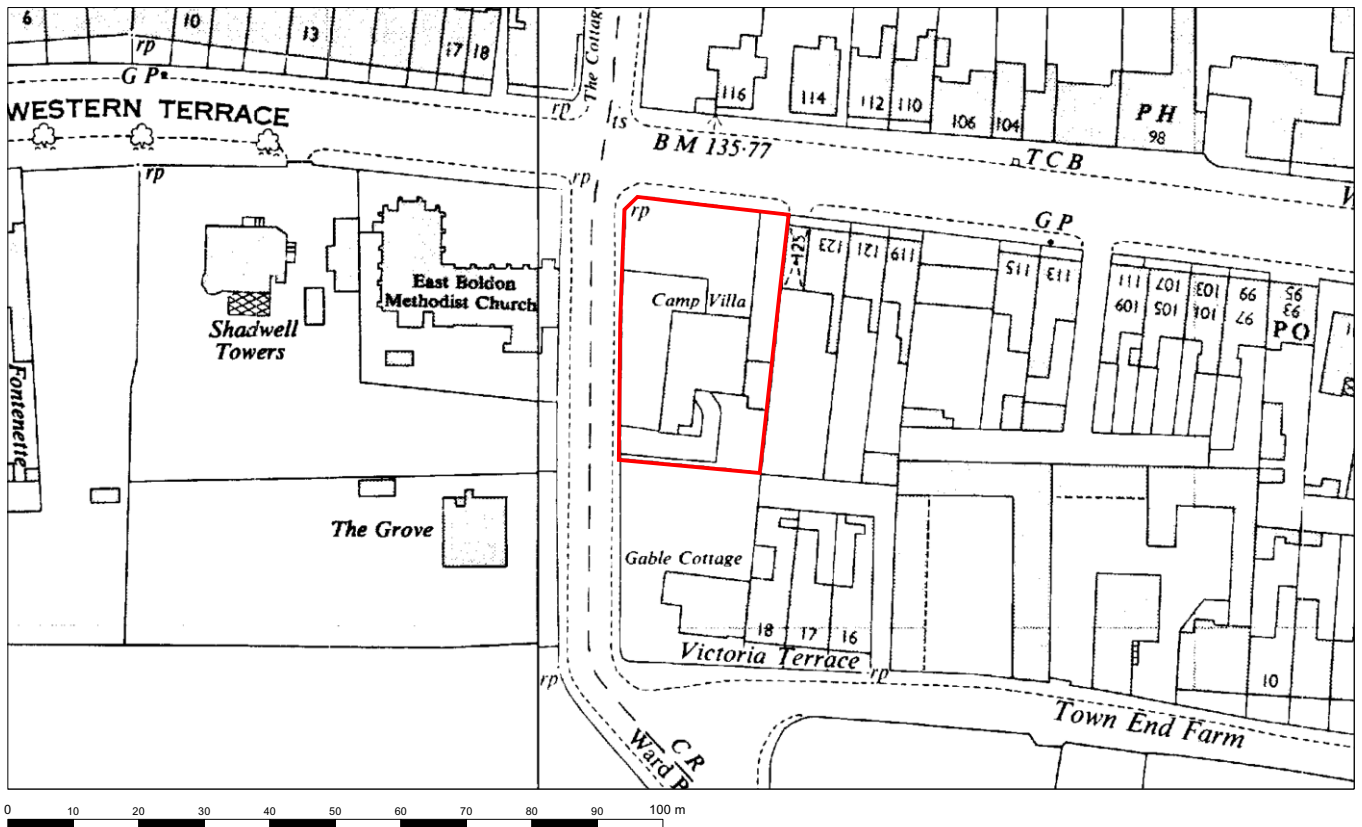 6
10
13
17
18
rp
G P
WESTERN TERRACE
rp
The Cottage
rp
ts
116
114
112
110
106
104
P H
98
B M 135·77
T C B
rp
rp
G P
125
123
121
119
115
113
111
109
107
105
103
101
99
97
95
93
P O
East Boldon
Methodist Church
Camp Villa
Shadwell
Towers
Fontenette
The Grove
Gable Cottage
18
17
16
Victoria Terrace
rp
rp
10
Town End Farm
C R
Ward
0 10 20 30 40 50 60 70 80 90 100 m